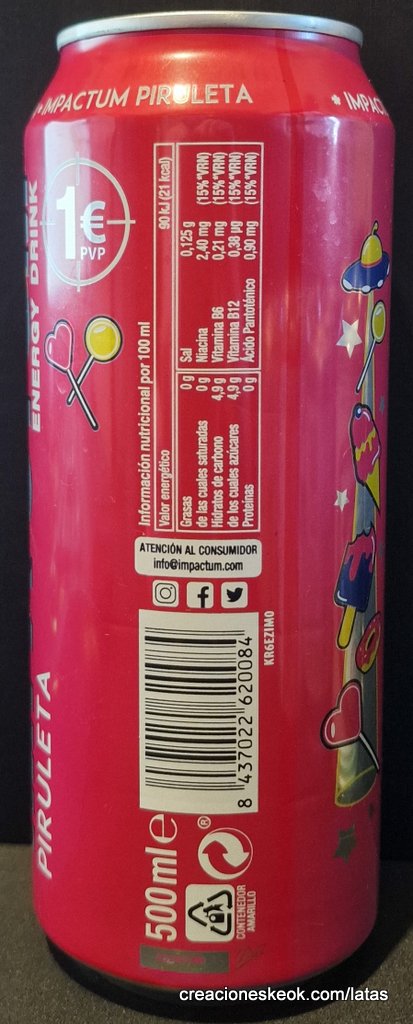 * IMPACTUM PIRULETA
* IMPAC
1€
PVP
ENERGY DRINK
PIRULETA
Información nutricional por 100 ml
Valor energético 90 kJ (21 kcal)
Grasas 0 g
de las cuales saturadas 0 g
Hidratos de carbono 4,9 g
de los cuales azúcares 4,9 g
Proteínas 0 g
Sal 0,125 g
Niacina 2,40 mg (15% *VRN)
Vitamina B6 0,21 mg (15% *VRN)
Vitamina B12 0,38 µg (15% *VRN)
Ácido Pantoténico 0,90 mg (15% *VRN)
ATENCIÓN AL CONSUMIDOR
info@impactum.com
8 437022 620084
KR6EZIM0
500 ml e
®
CONTENEDOR
AMARILLO
creacioneskeok.com/latas